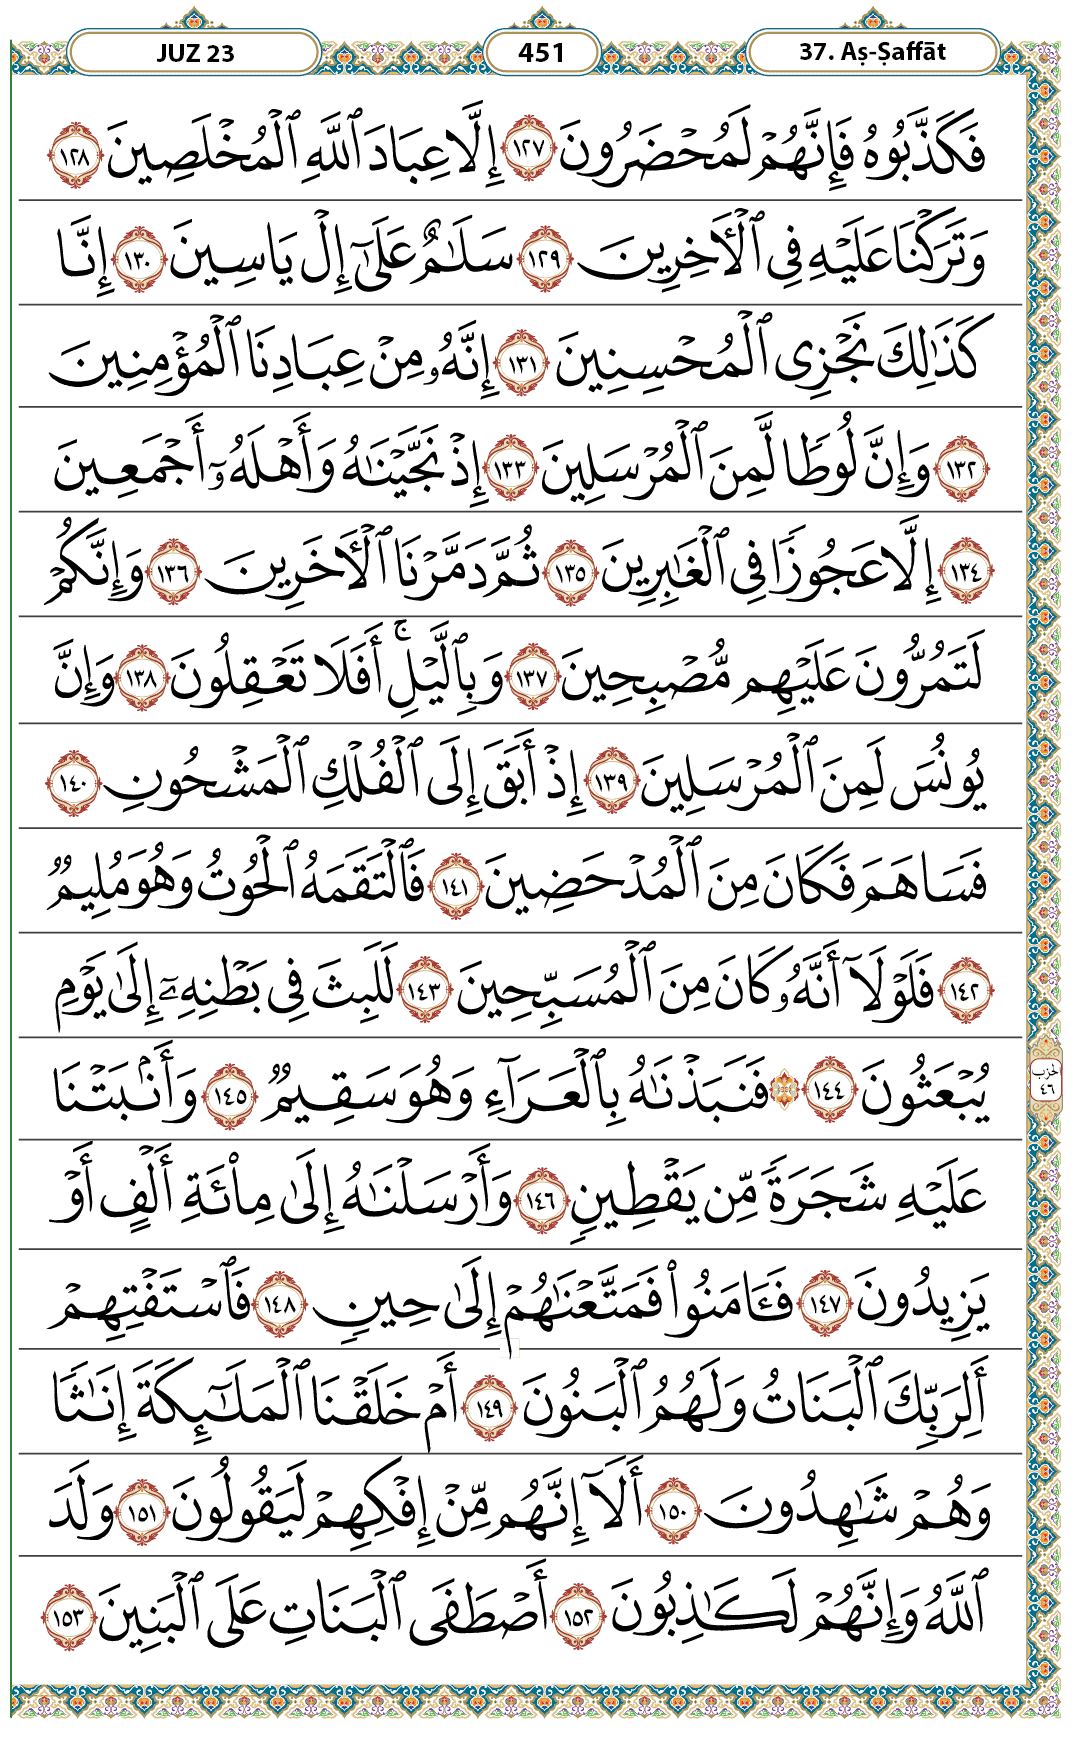 JUZ 23 451 37. Aṣ-Ṣaffāt
فَكَذَّبُوهُ فَإِنَّهُمْ لَمُحْضَرُونَ ١٢٧ إِلَّا عِبَادَ ٱللَّهِ ٱلْمُخْلَصِينَ ١٢٨
وَتَرَكْنَا عَلَيْهِ فِى ٱلْأَخِرِينَ ١٢٩ سَلَـٰمٌ عَلَىٰٓ إِلْ يَاسِينَ ١٣٠ إِنَّا
كَذَٰلِكَ نَجْزِى ٱلْمُحْسِنِينَ ١٣١ إِنَّهُۥ مِنْ عِبَادِنَا ٱلْمُؤْمِنِينَ
١٣٢ وَإِنَّ لُوطًا لَّمِنَ ٱلْمُرْسَلِينَ ١٣٣ إِذْ نَجَّيْنَـٰهُ وَأَهْلَهُۥٓ أَجْمَعِينَ
١٣٤ إِلَّا عَجُوزًا فِى ٱلْغَـٰبِرِينَ ١٣٥ ثُمَّ دَمَّرْنَا ٱلْأَخَرِينَ ١٣٦ وَإِنَّكُمْ
لَتَمُرُّونَ عَلَيْهِم مُّصْبِحِينَ ١٣٧ وَبِٱلَّيْلِ ۚ أَفَلَا تَعْقِلُونَ ١٣٨ وَإِنَّ
يُونُسَ لَمِنَ ٱلْمُرْسَلِينَ ١٣٩ إِذْ أَبَقَ إِلَى ٱلْفُلْكِ ٱلْمَشْحُونِ ١٤٠
فَسَاهَمَ فَكَانَ مِنَ ٱلْمُدْحَضِينَ ١٤١ فَٱلْتَقَمَهُ ٱلْحُوتُ وَهُوَ مُلِيمٌ
١٤٢ فَلَوْلَآ أَنَّهُۥ كَانَ مِنَ ٱلْمُسَبِّحِينَ ١٤٣ لَلَبِثَ فِى بَطْنِهِۦٓ إِلَىٰ يَوْمِ
يُبْعَثُونَ ١٤٤ ۞ فَنَبَذْنَـٰهُ بِٱلْعَرَآءِ وَهُوَ سَقِيمٌ ١٤٥ وَأَنۢبَتْنَا
الحزب ٤٦
عَلَيْهِ شَجَرَةً مِّن يَقْطِينٍ ١٤٦ وَأَرْسَلْنَـٰهُ إِلَىٰ مِا۟ئَةِ أَلْفٍ أَوْ
يَزِيدُونَ ١٤٧ فَـَٔامَنُوا۟ فَمَتَّعْنَـٰهُمْ إِلَىٰ حِينٍ ١٤٨ فَٱسْتَفْتِهِمْ
أَلِرَبِّكَ ٱلْبَنَاتُ وَلَهُمُ ٱلْبَنُونَ ١٤٩ أَمْ خَلَقْنَا ٱلْمَلَـٰٓئِكَةَ إِنَـٰثًا
وَهُمْ شَـٰهِدُونَ ١٥٠ أَلَآ إِنَّهُم مِّنْ إِفْكِهِمْ لَيَقُولُونَ ١٥١ وَلَدَ
ٱللَّهُ وَإِنَّهُمْ لَكَـٰذِبُونَ ١٥٢ أَصْطَفَى ٱلْبَنَاتِ عَلَى ٱلْبَنِينَ ١٥٣